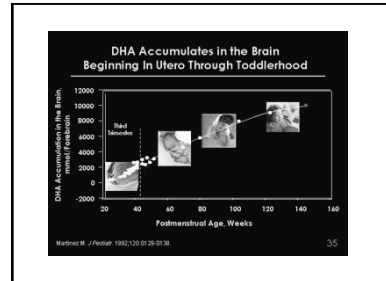 DHA Accumulates in the Brain
Beginning In Utero Through Toddlerhood
DHA Accumulation in the Brain,
mmol/Forebrain
12000
10000
8000
6000
4000
2000
0
-2000
Third
Trimester
20 40 60 80 100 120 140 160
Postmenstrual Age, Weeks
Martinez M. J Pediatr. 1992;120:S129-S138.
35